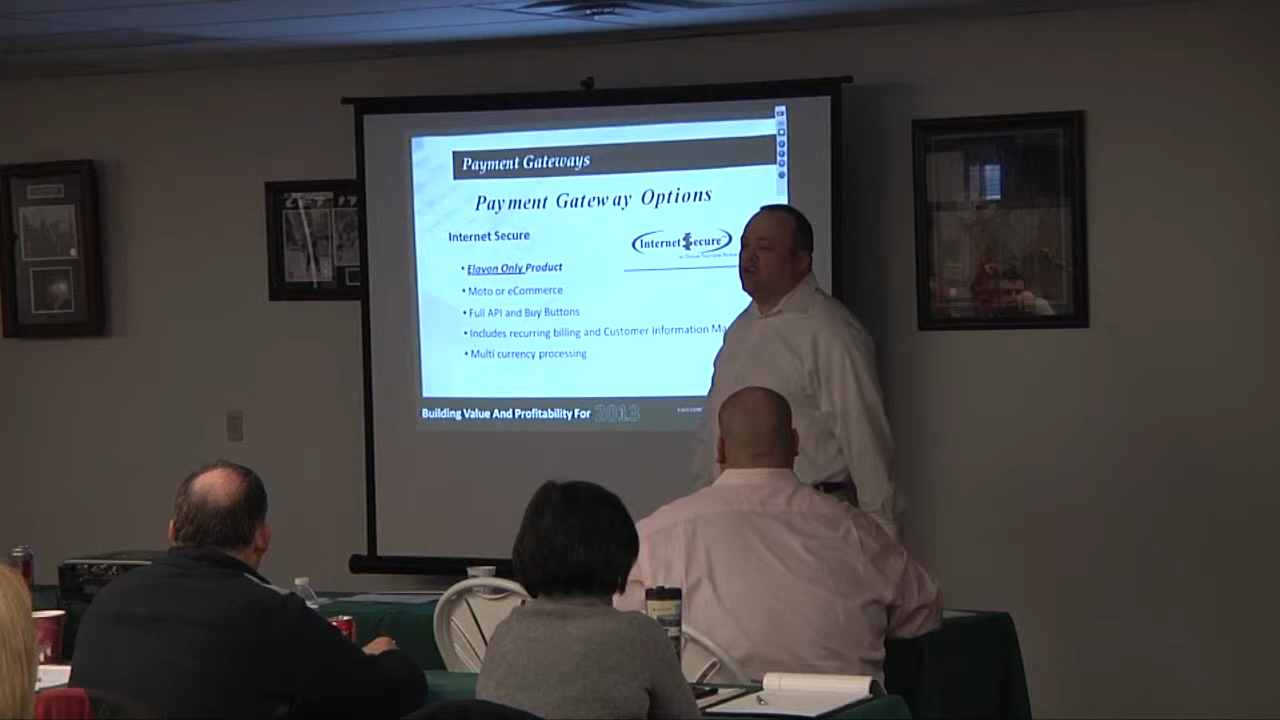 Payment Gateways
Payment Gateway Options
Internet Secure
InternetSecure
• Elavon Only Product
• Moto or eCommerce
• Full API and Buy Buttons
• Includes recurring billing and Customer Information Ma
• Multi currency processing
Building Value And Profitability For 2013